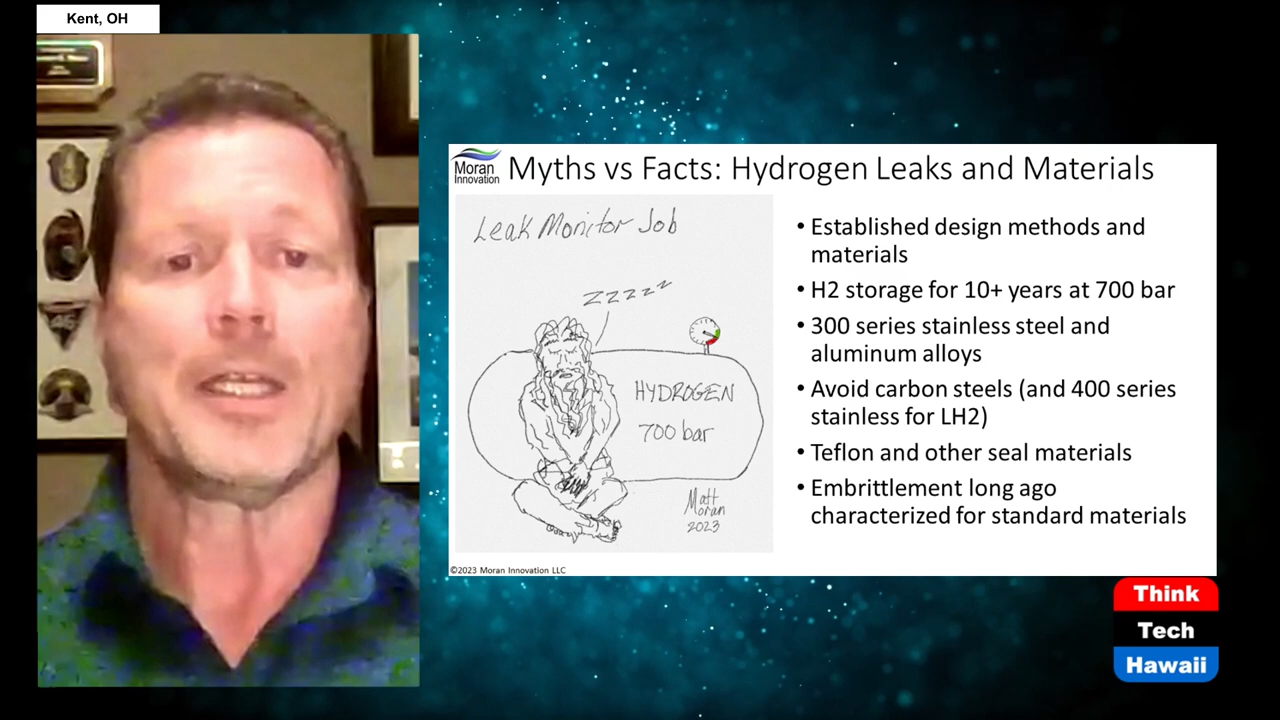 Kent, OH
Moran
Innovation
Myths vs Facts: Hydrogen Leaks and Materials
Leak Monitor Job
zzzzz
HYDROGEN
700 bar
Matt
Moran
2023
• Established design methods and
materials
• H2 storage for 10+ years at 700 bar
• 300 series stainless steel and
aluminum alloys
• Avoid carbon steels (and 400 series
stainless for LH2)
• Teflon and other seal materials
• Embrittlement long ago
characterized for standard materials
©2023 Moran Innovation LLC
Think
Tech
Hawaii